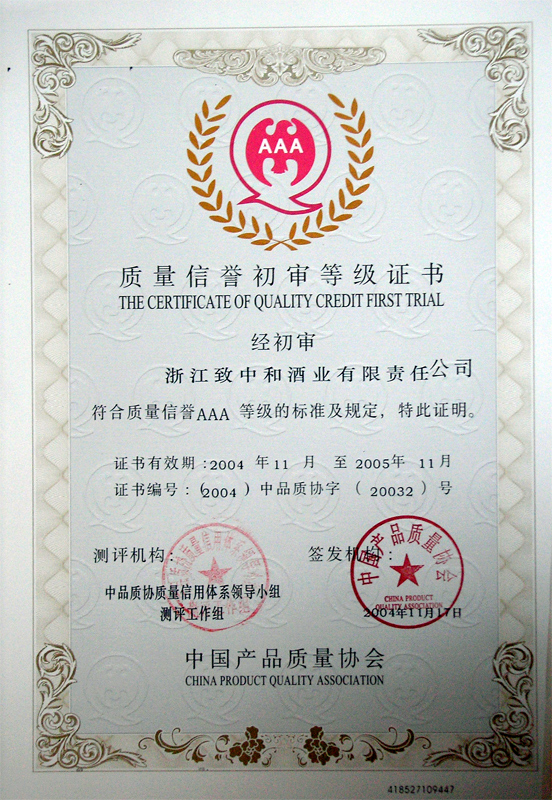 AAA
质量信誉初审等级证书
THE CERTIFICATE OF QUALITY CREDIT FIRST TRIAL
经初审
浙江致中和酒业有限责任公司
符合质量信誉AAA 等级的标准及规定，特此证明。
证书有效期：2004 年11 月 至 2005年 11月
证书编号：(2004）中品质协字（ 20032 ）号
测评机构：
签发机构：
中品质协质量信用体系领导小组
测评工作组
中国产品质量协会
CHINA PRODUCT
QUALITY ASSOCIATION
2004年11月17日
中国产品质量协会
CHINA PRODUCT QUALITY ASSOCIATION
418527109447